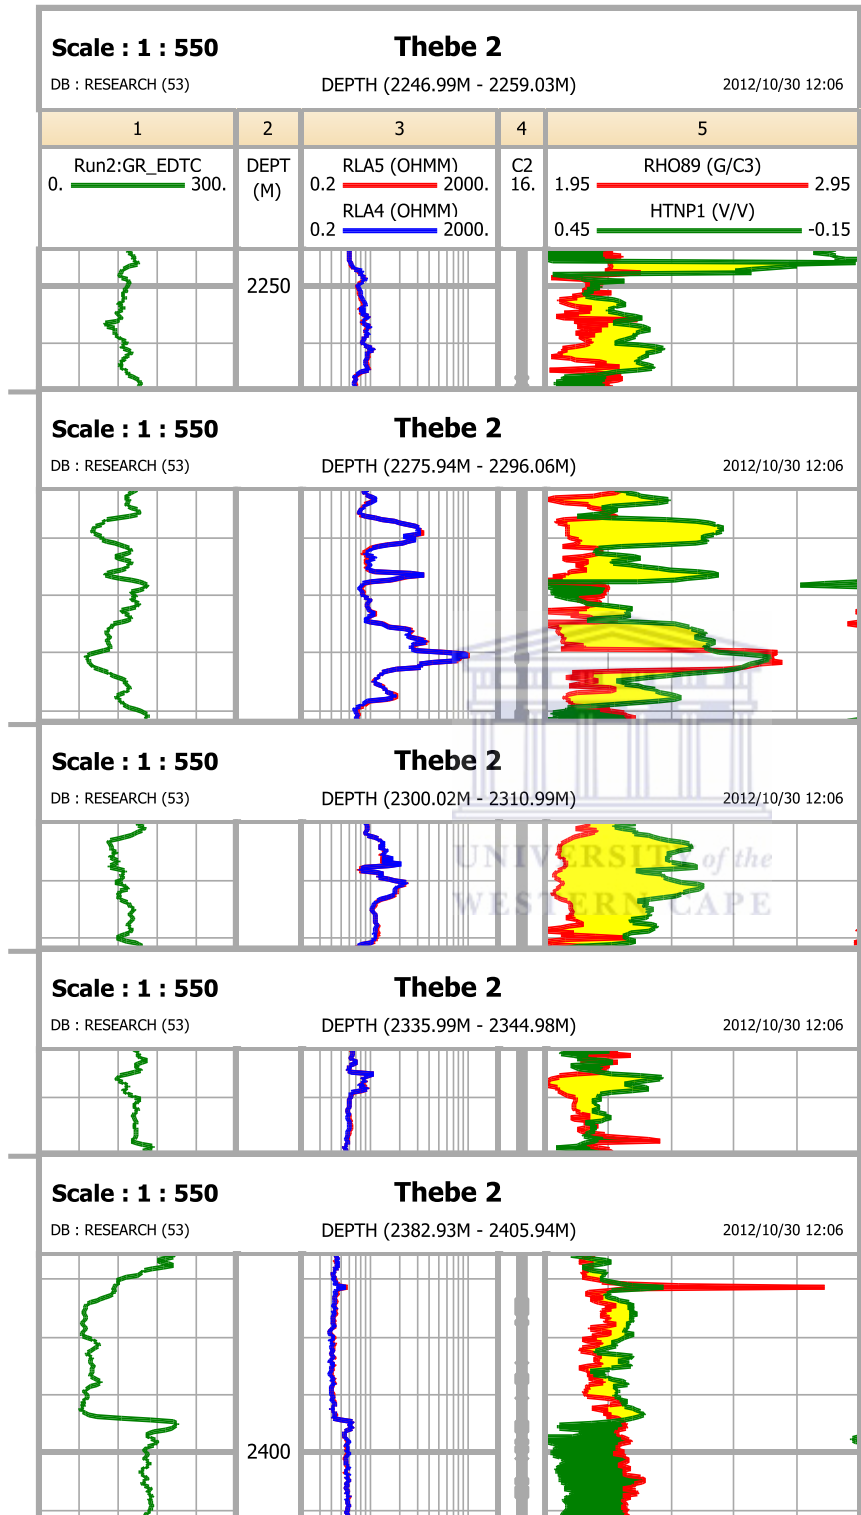 Scale : 1 : 550 Thebe 2
DB : RESEARCH (53) DEPTH (2246.99M - 2259.03M) 2012/10/30 12:06
1 2 3 4 5
Run2:GR_EDTC DEPT RLA5 (OHMM) C2 RHO89 (G/C3)
0. 300. (M) 0.2 2000. 16. 1.95 2.95
RLA4 (OHMM) HTNP1 (V/V)
0.2 2000. 0.45 -0.15
2250
Scale : 1 : 550 Thebe 2
DB : RESEARCH (53) DEPTH (2275.94M - 2296.06M) 2012/10/30 12:06
Scale : 1 : 550 Thebe 2
DB : RESEARCH (53) DEPTH (2300.02M - 2310.99M) 2012/10/30 12:06
UNIVERSITY of the
WESTERN CAPE
Scale : 1 : 550 Thebe 2
DB : RESEARCH (53) DEPTH (2335.99M - 2344.98M) 2012/10/30 12:06
Scale : 1 : 550 Thebe 2
DB : RESEARCH (53) DEPTH (2382.93M - 2405.94M) 2012/10/30 12:06
2400